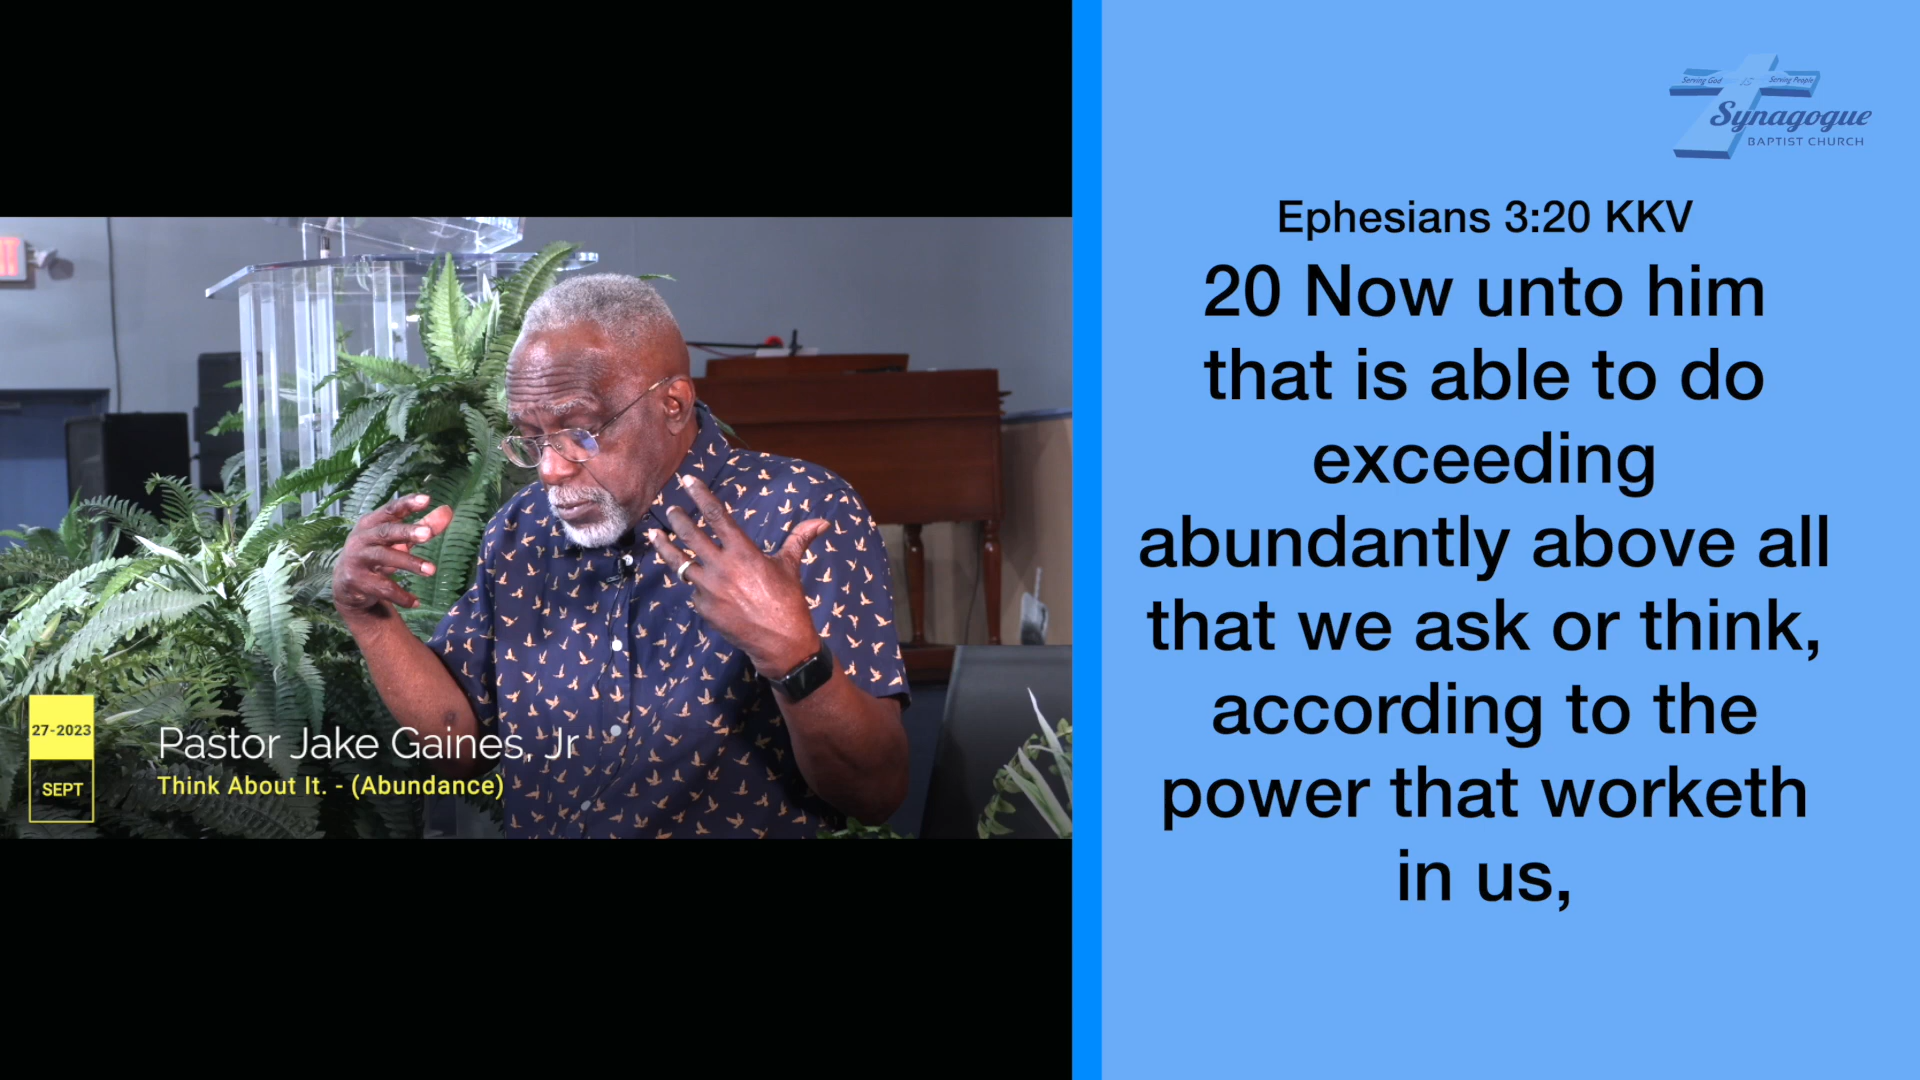 27-2023
SEPT
Pastor Jake Gaines, Jr
Think About It. - (Abundance)
Serving God IS Serving People
Synagogue
BAPTIST CHURCH
Ephesians 3:20 KKV
20 Now unto him
that is able to do
exceeding
abundantly above all
that we ask or think,
according to the
power that worketh
in us,